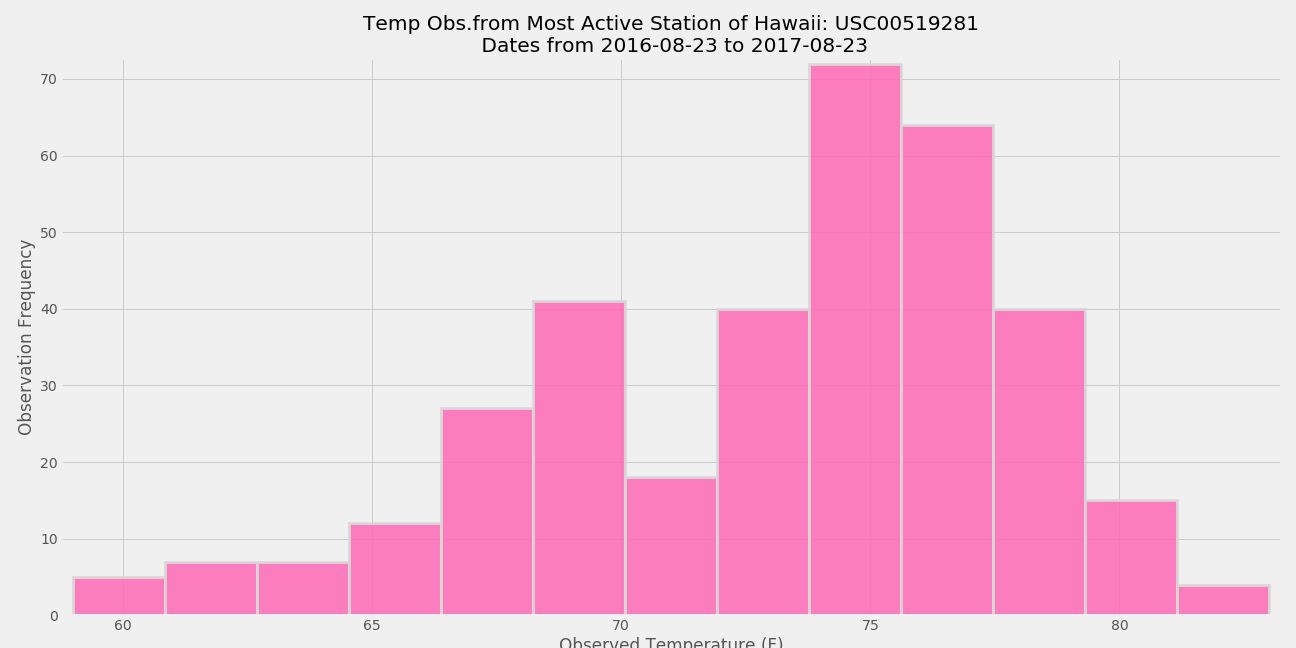 Temp Obs.from Most Active Station of Hawaii: USC00519281
Dates from 2016-08-23 to 2017-08-23
Observation Frequency
70
60
50
40
30
20
10
0
60 65 70 75 80
Observed Temperature (F)